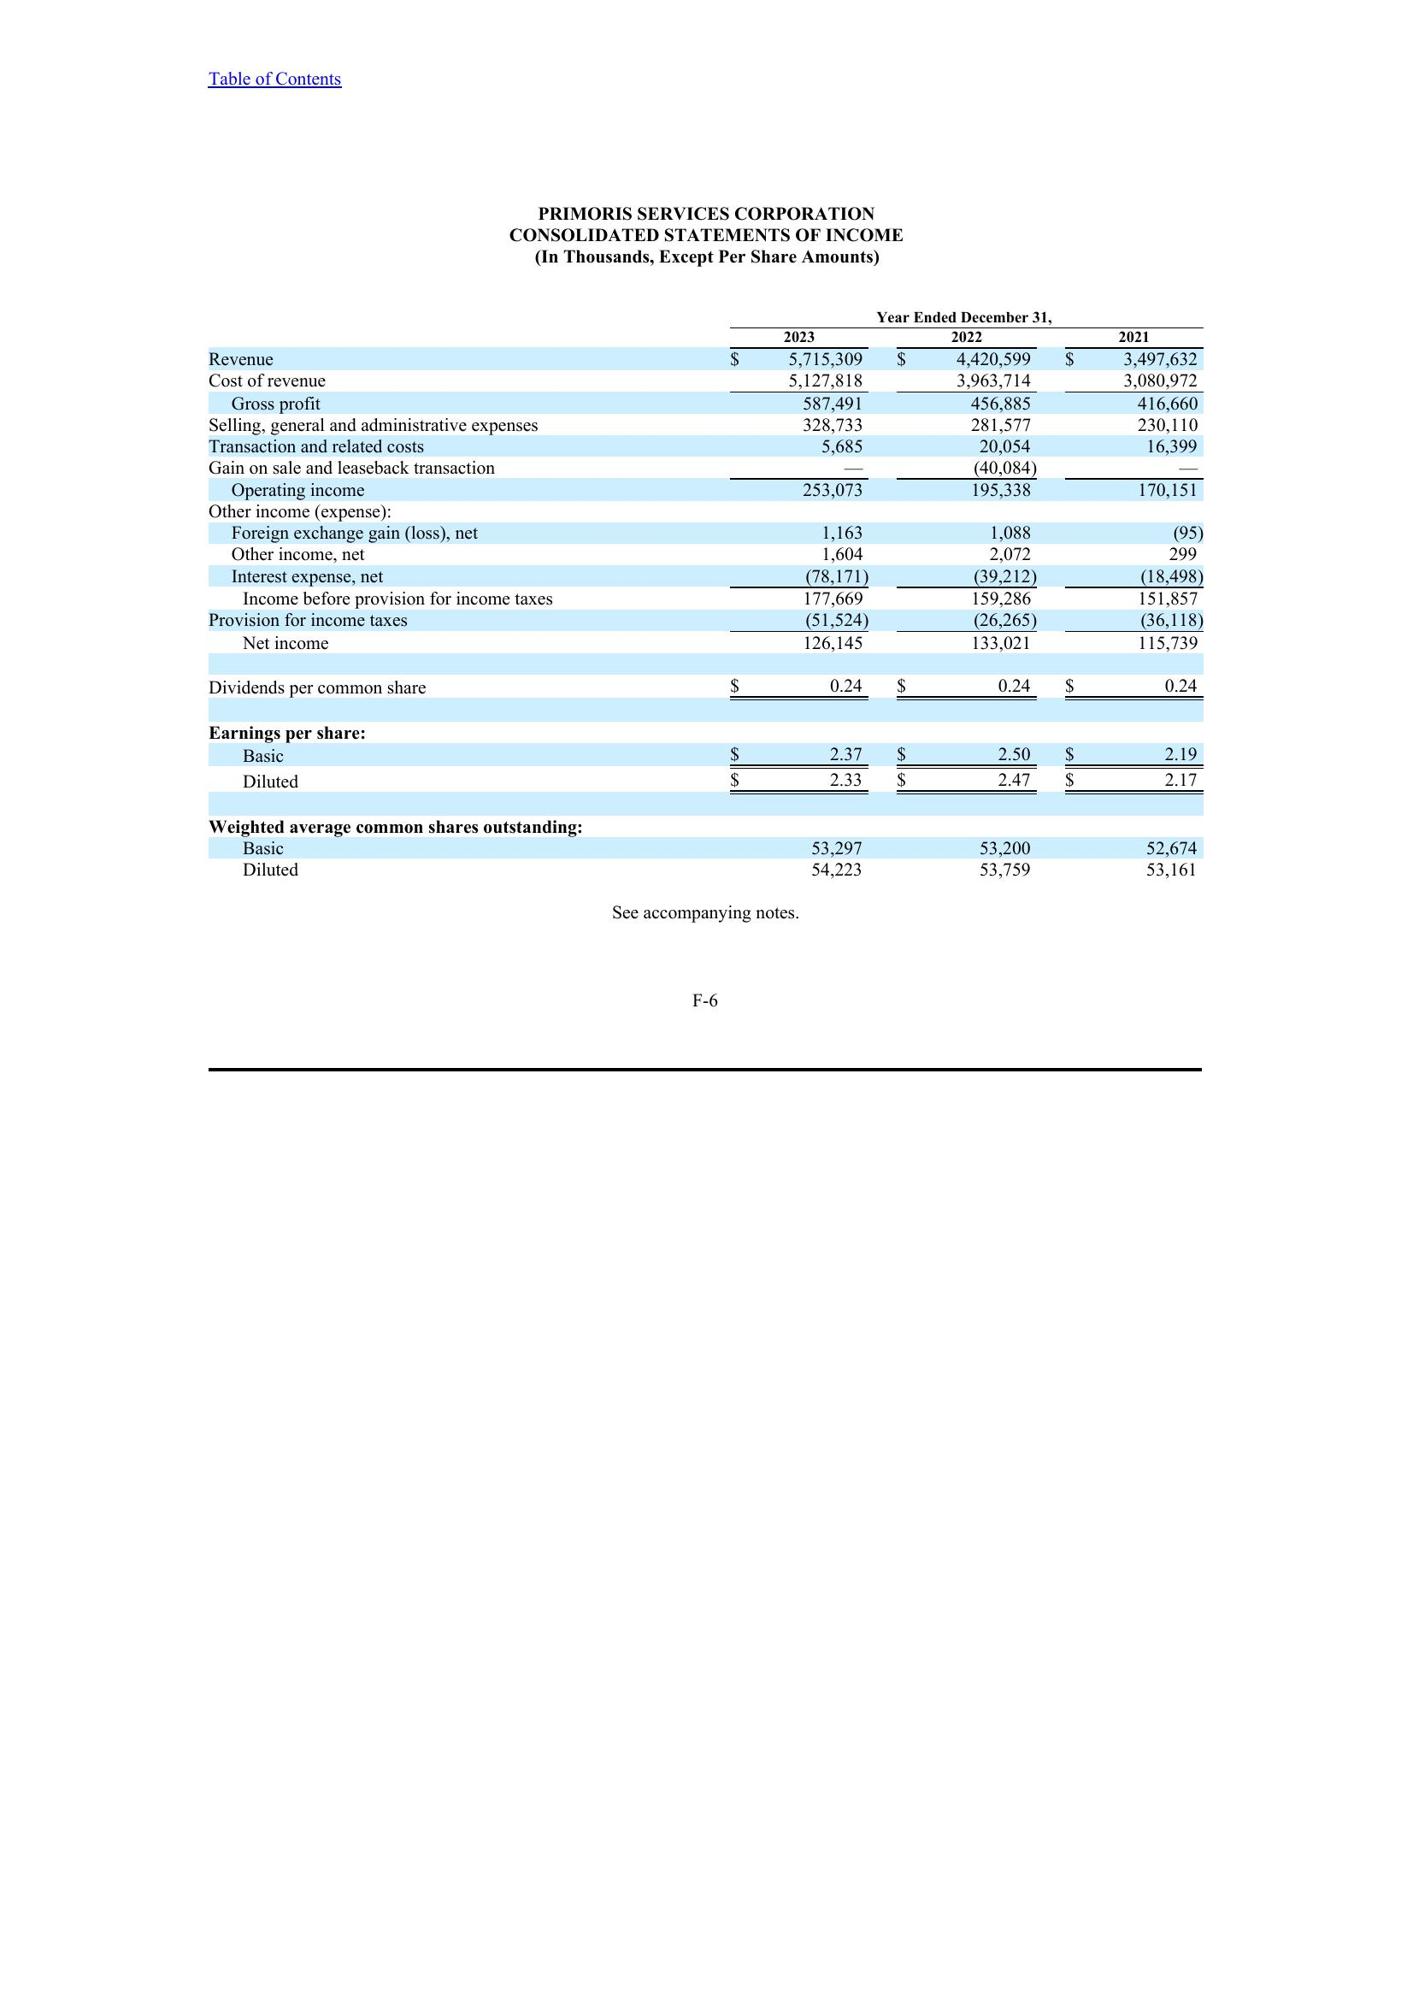 Table of Contents
PRIMORIS SERVICES CORPORATION
CONSOLIDATED STATEMENTS OF INCOME
(In Thousands, Except Per Share Amounts)
Year Ended December 31,
2023 2022 2021
Revenue $ 5,715,309 $ 4,420,599 $ 3,497,632
Cost of revenue 5,127,818 3,963,714 3,080,972
Gross profit 587,491 456,885 416,660
Selling, general and administrative expenses 328,733 281,577 230,110
Transaction and related costs 5,685 20,054 16,399
Gain on sale and leaseback transaction — (40,084) —
Operating income 253,073 195,338 170,151
Other income (expense):
Foreign exchange gain (loss), net 1,163 1,088 (95)
Other income, net 1,604 2,072 299
Interest expense, net (78,171) (39,212) (18,498)
Income before provision for income taxes 177,669 159,286 151,857
Provision for income taxes (51,524) (26,265) (36,118)
Net income 126,145 133,021 115,739
Dividends per common share $ 0.24 $ 0.24 $ 0.24
Earnings per share:
Basic $ 2.37 $ 2.50 $ 2.19
Diluted $ 2.33 $ 2.47 $ 2.17
Weighted average common shares outstanding:
Basic 53,297 53,200 52,674
Diluted 54,223 53,759 53,161
See accompanying notes.
F-6